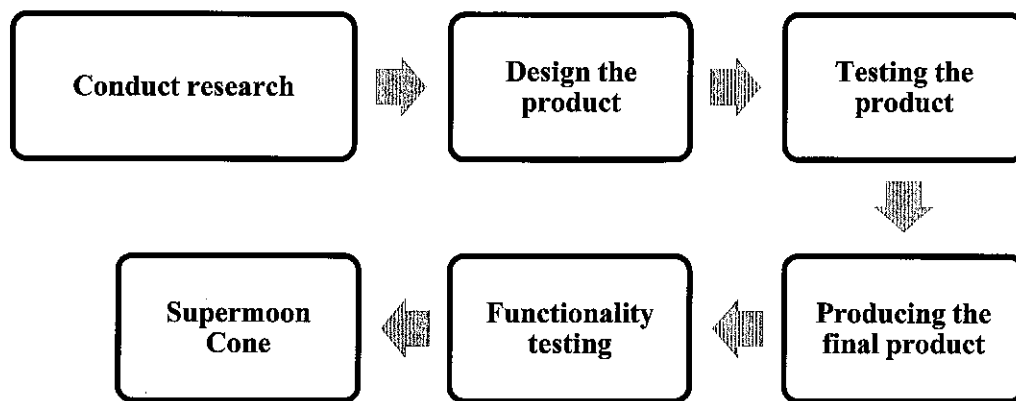 Conduct research
Design the
product
Testing the
product
Producing the
final product
Functionality
testing
Supermoon
Cone